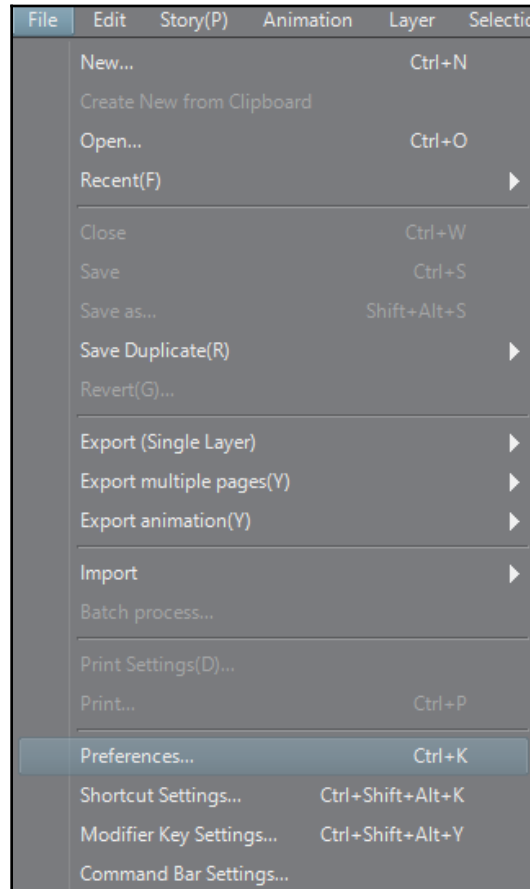 File Edit Story(P) Animation Layer Selectio
New... Ctrl+N
Create New from Clipboard
Open... Ctrl+O
Recent(F)
Close Ctrl+W
Save Ctrl+S
Save as... Shift+Alt+S
Save Duplicate(R)
Revert(G)...
Export (Single Layer)
Export multiple pages(Y)
Export animation(Y)
Import
Batch process...
Print Settings(D)...
Print... Ctrl+P
Preferences... Ctrl+K
Shortcut Settings... Ctrl+Shift+Alt+K
Modifier Key Settings... Ctrl+Shift+Alt+Y
Command Bar Settings...